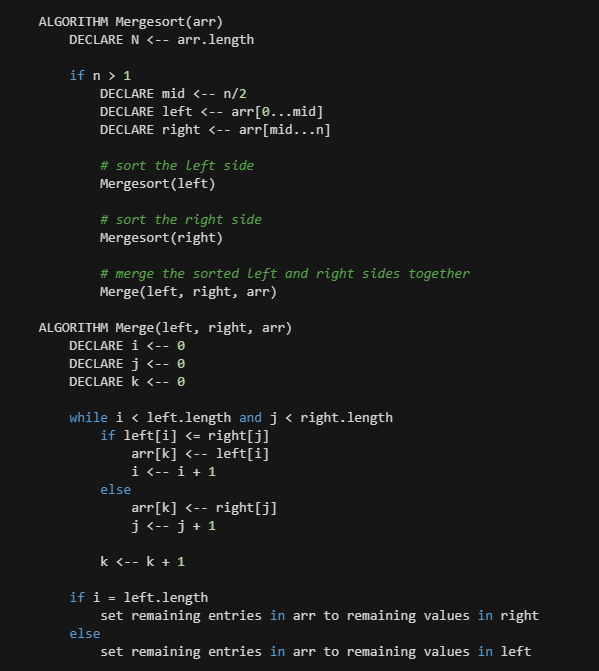 ALGORITHM Mergesort(arr)
DECLARE N <-- arr.length
if n > 1
DECLARE mid <-- n/2
DECLARE left <-- arr[0...mid]
DECLARE right <-- arr[mid...n]
# sort the left side
Mergesort(left)
# sort the right side
Mergesort(right)
# merge the sorted left and right sides together
Merge(left, right, arr)
ALGORITHM Merge(left, right, arr)
DECLARE i <-- 0
DECLARE j <-- 0
DECLARE k <-- 0
while i < left.length and j < right.length
if left[i] <= right[j]
arr[k] <-- left[i]
i <-- i + 1
else
arr[k] <-- right[j]
j <-- j + 1
k <-- k + 1
if i = left.length
set remaining entries in arr to remaining values in right
else
set remaining entries in arr to remaining values in left